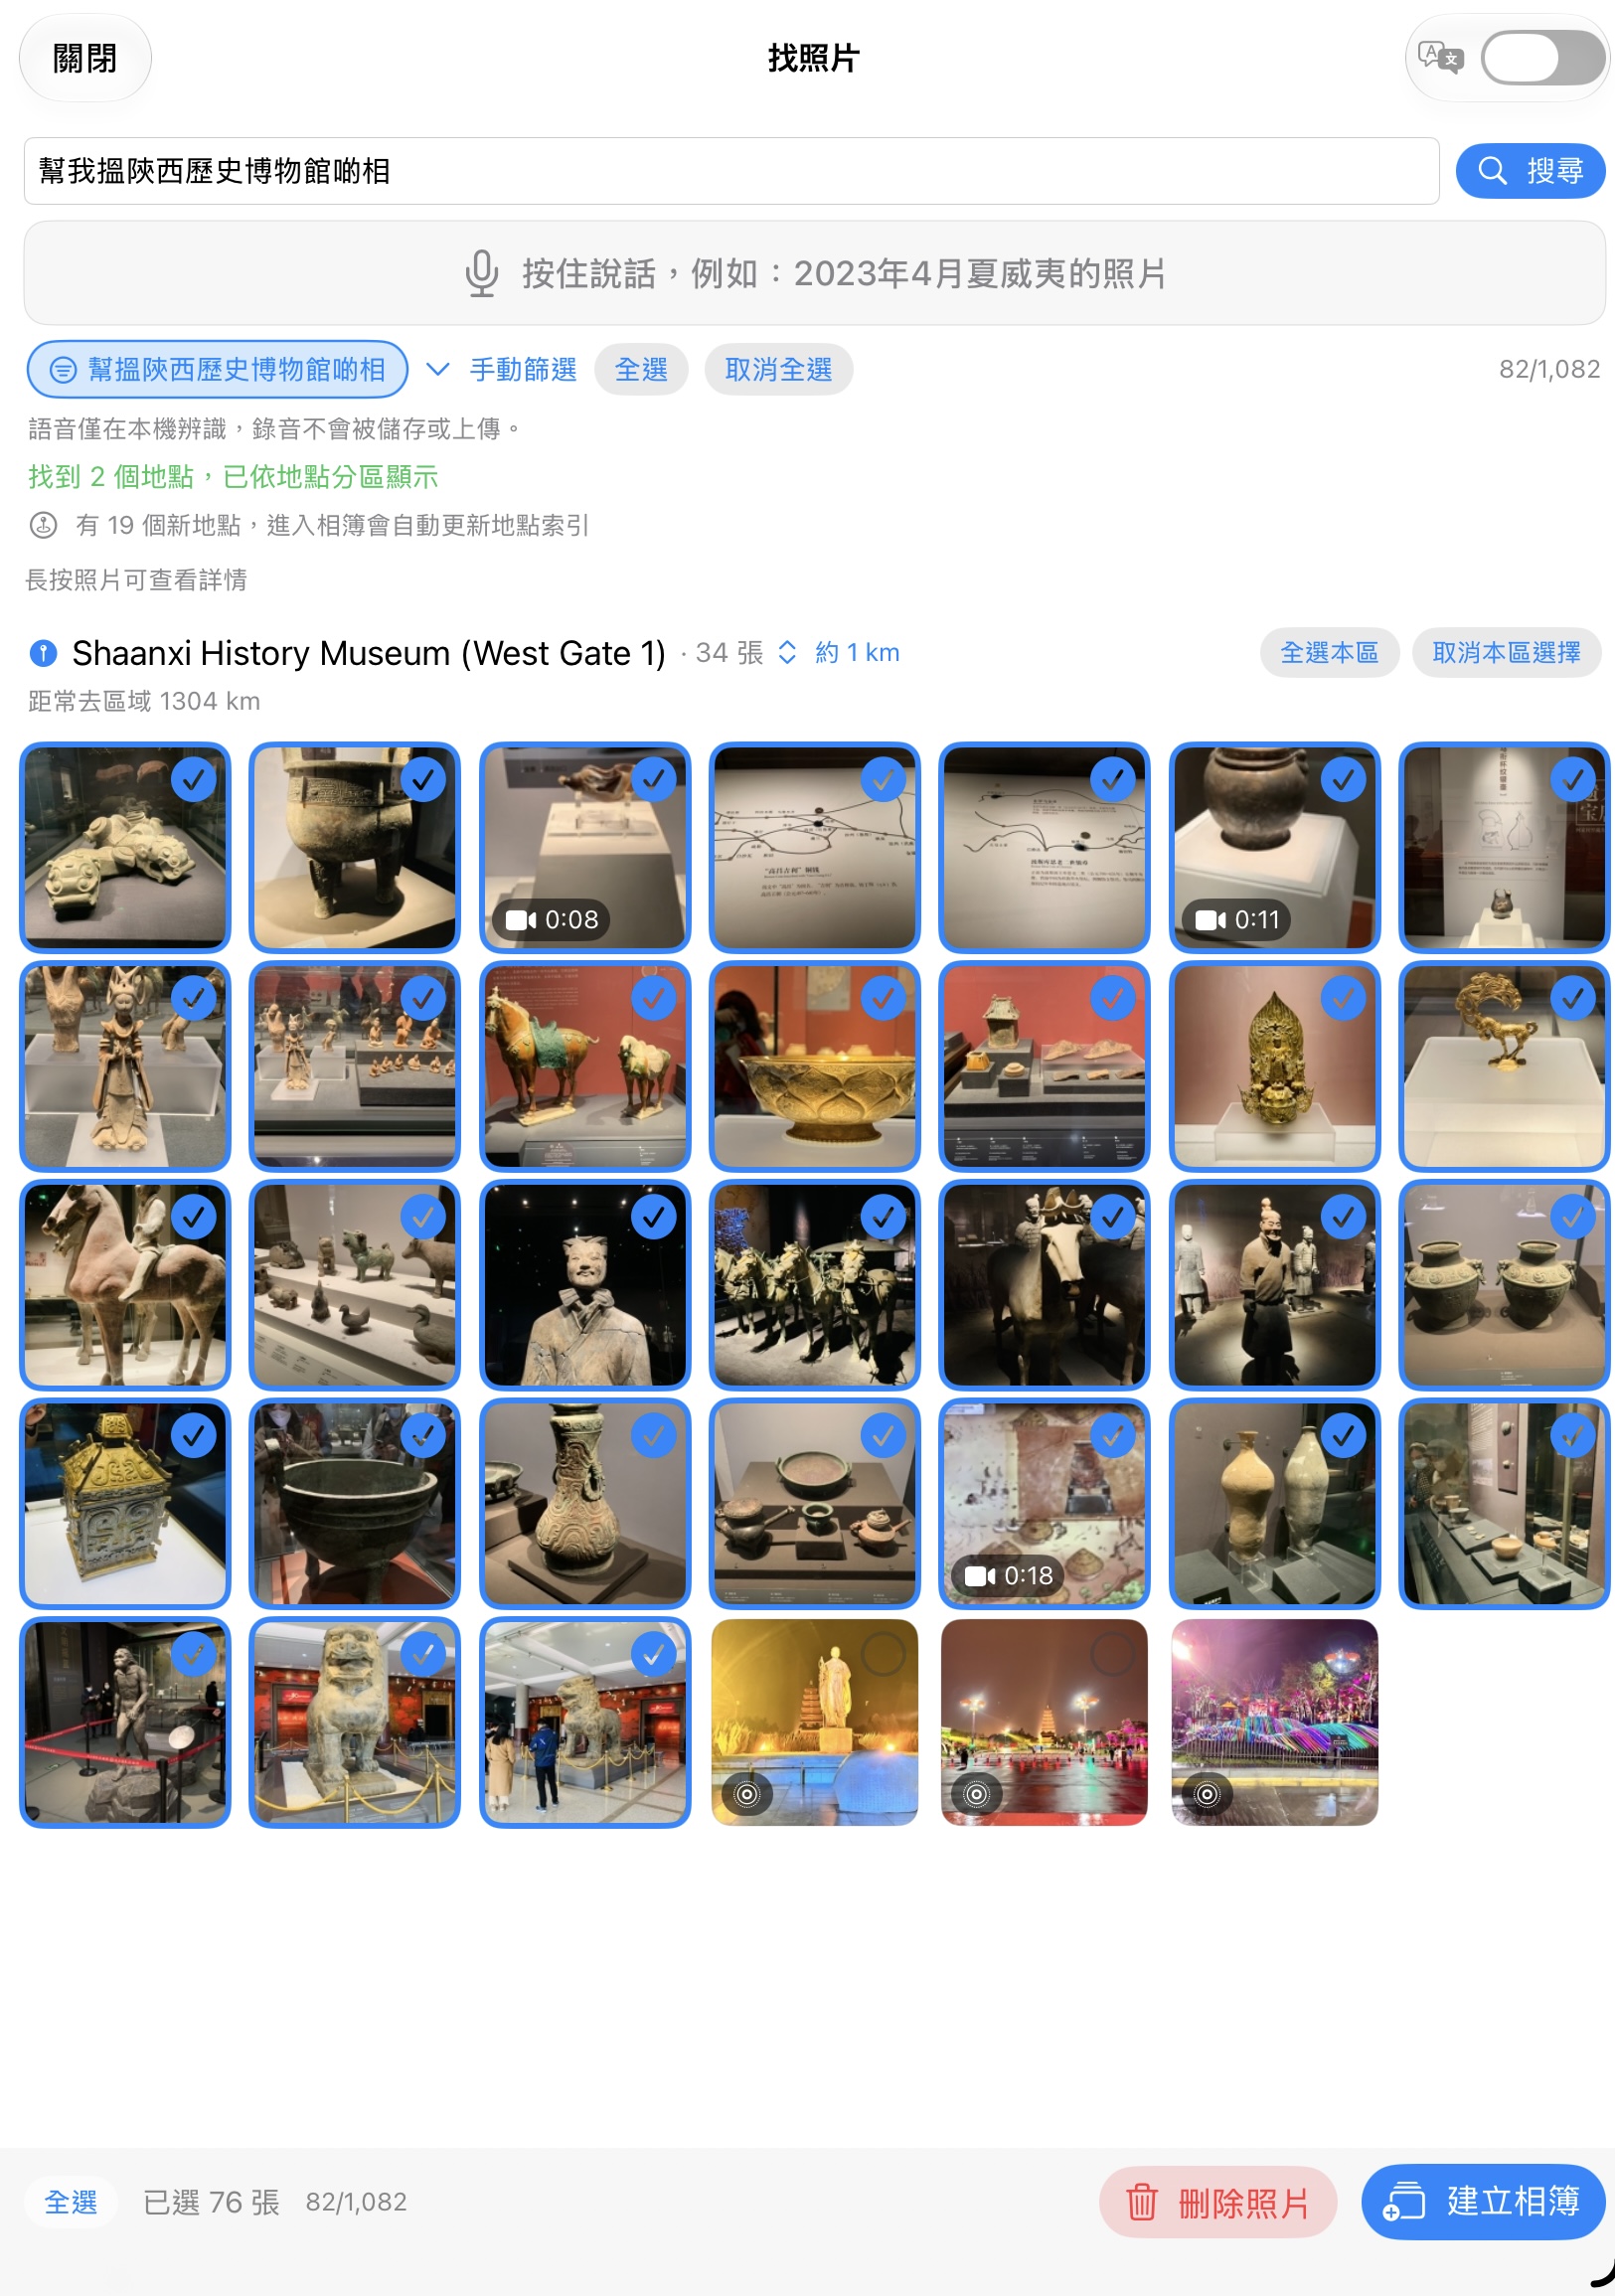 關閉
找照片
幫我搵陝西歷史博物館啲相
搜尋
按住說話，例如：2023年4月夏威夷的照片
幫搵陝西歷史博物館啲相
手動篩選
全選
取消全選
82/1,082
語音僅在本機辨識，錄音不會被儲存或上傳。
找到 2 個地點，已依地點分區顯示
有 19 個新地點，進入相簿會自動更新地點索引
長按照片可查看詳情
Shaanxi History Museum (West Gate 1) · 34 張
約 1 km
全選本區
取消本區選擇
距常去區域 1304 km
0:08
"高昌吉利"銅錢
0:11
0:18
全選
已選 76 張
82/1,082
刪除照片
建立相簿